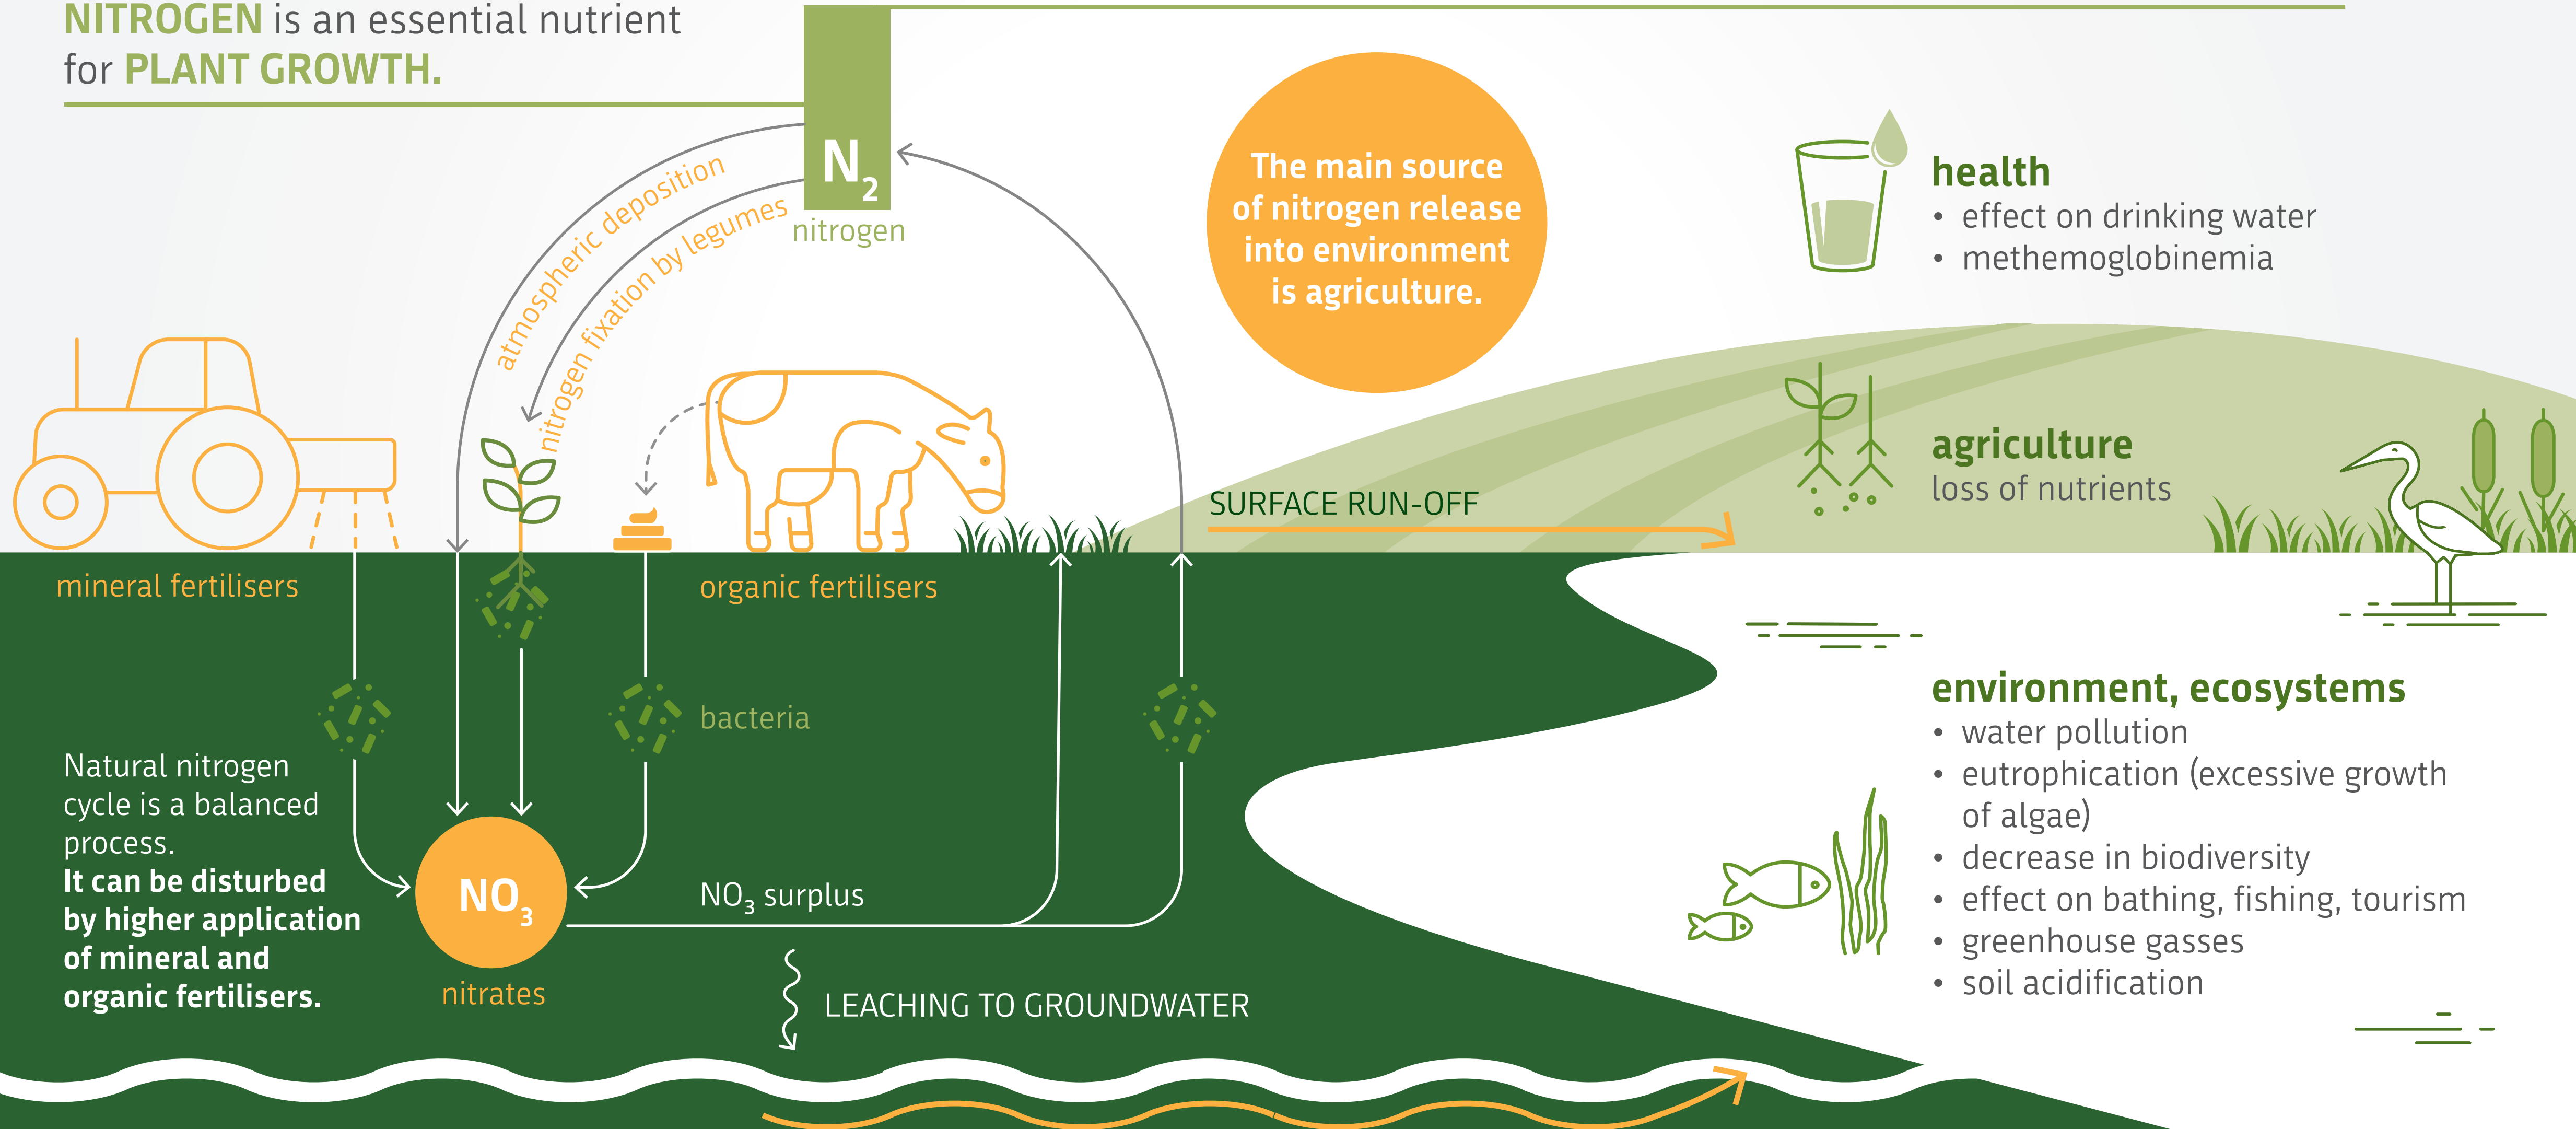 NITROGEN is an essential nutrient
for PLANT GROWTH.
N2
nitrogen
atmospheric deposition
nitrogen fixation by legumes
The main source
of nitrogen release
into environment
is agriculture.
health
• effect on drinking water
• methemoglobinemia
agriculture
loss of nutrients
SURFACE RUN-OFF
mineral fertilisers
organic fertilisers
bacteria
Natural nitrogen
cycle is a balanced
process.
It can be disturbed
by higher application
of mineral and
organic fertilisers.
NO3
nitrates
NO3 surplus
LEACHING TO GROUNDWATER
environment, ecosystems
• water pollution
• eutrophication (excessive growth
of algae)
• decrease in biodiversity
• effect on bathing, fishing, tourism
• greenhouse gasses
• soil acidification